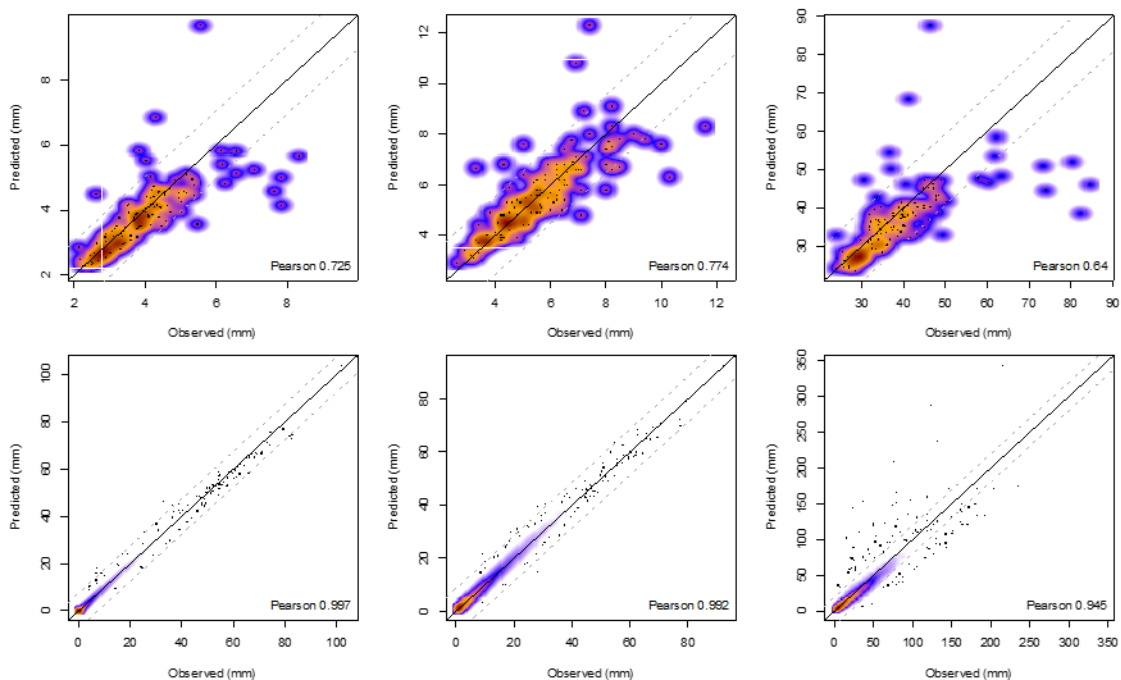 Predicted (mm)
2 4 6 8
Pearson 0.725
2 4 6 8
Observed (mm)
Predicted (mm)
4 6 8 10 12
Pearson 0.774
4 6 8 10 12
Observed (mm)
Predicted (mm)
30 40 50 60 70 80 90
Pearson 0.64
30 40 50 60 70 80 90
Observed (mm)
Predicted (mm)
0 20 40 60 80 100
Pearson 0.997
0 20 40 60 80 100
Observed (mm)
Predicted (mm)
0 20 40 60 80
Pearson 0.992
0 20 40 60 80
Observed (mm)
Predicted (mm)
0 50 100 150 200 250 300 350
Pearson 0.945
0 50 100 150 200 250 300 350
Observed (mm)